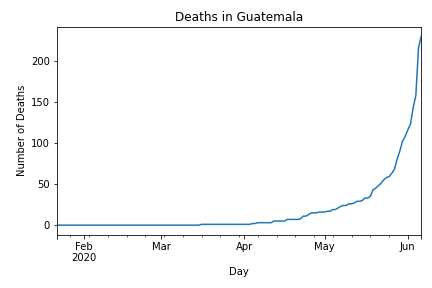 Deaths in Guatemala
Number of Deaths
200
150
100
50
0
Feb
2020
Mar
Apr
May
Jun
Day